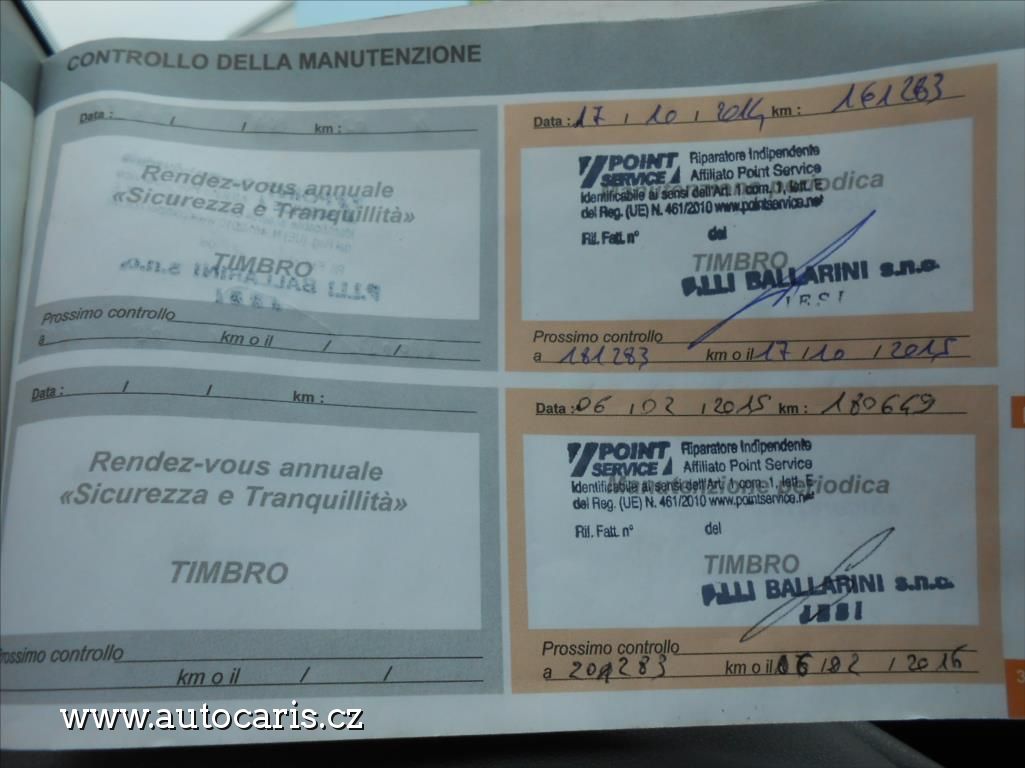 CONTROLLO DELLA MANUTENZIONE
Data : / / km :
Rendez-vous annuale
«Sicurezza e Tranquillità»
TIMBRO
Prossimo controllo
a km o il / /
Data : 17 / 10 / 2014 km : 161283
POINT SERVICE
Riparatore Indipendente
Affiliato Point Service
Manutenzione periodica
Identificabile ai sensi dell'Art. 1 com. 1, lett. E
del Reg. (UE) N. 461/2010 www.pointservice.net
Rif. Fatt. n° del
TIMBRO
F.LLI BALLARINI s.n.c.
JESI
Prossimo controllo
a 181283 km o il 17 / 10 / 2015
Data : / / km :
Rendez-vous annuale
«Sicurezza e Tranquillità»
TIMBRO
Prossimo controllo
km o il / /
Data : 06 / 02 / 2015 km : 180649
POINT SERVICE
Riparatore Indipendente
Affiliato Point Service
Manutenzione periodica
Identificabile ai sensi dell'Art. 1 com. 1, lett. E
del Reg. (UE) N. 461/2010 www.pointservice.net
Rif. Fatt. n° del
TIMBRO
F.LLI BALLARINI s.n.c.
JESI
Prossimo controllo
a 201283 km o il 06 / 02 / 2016
3
www.autocaris.cz